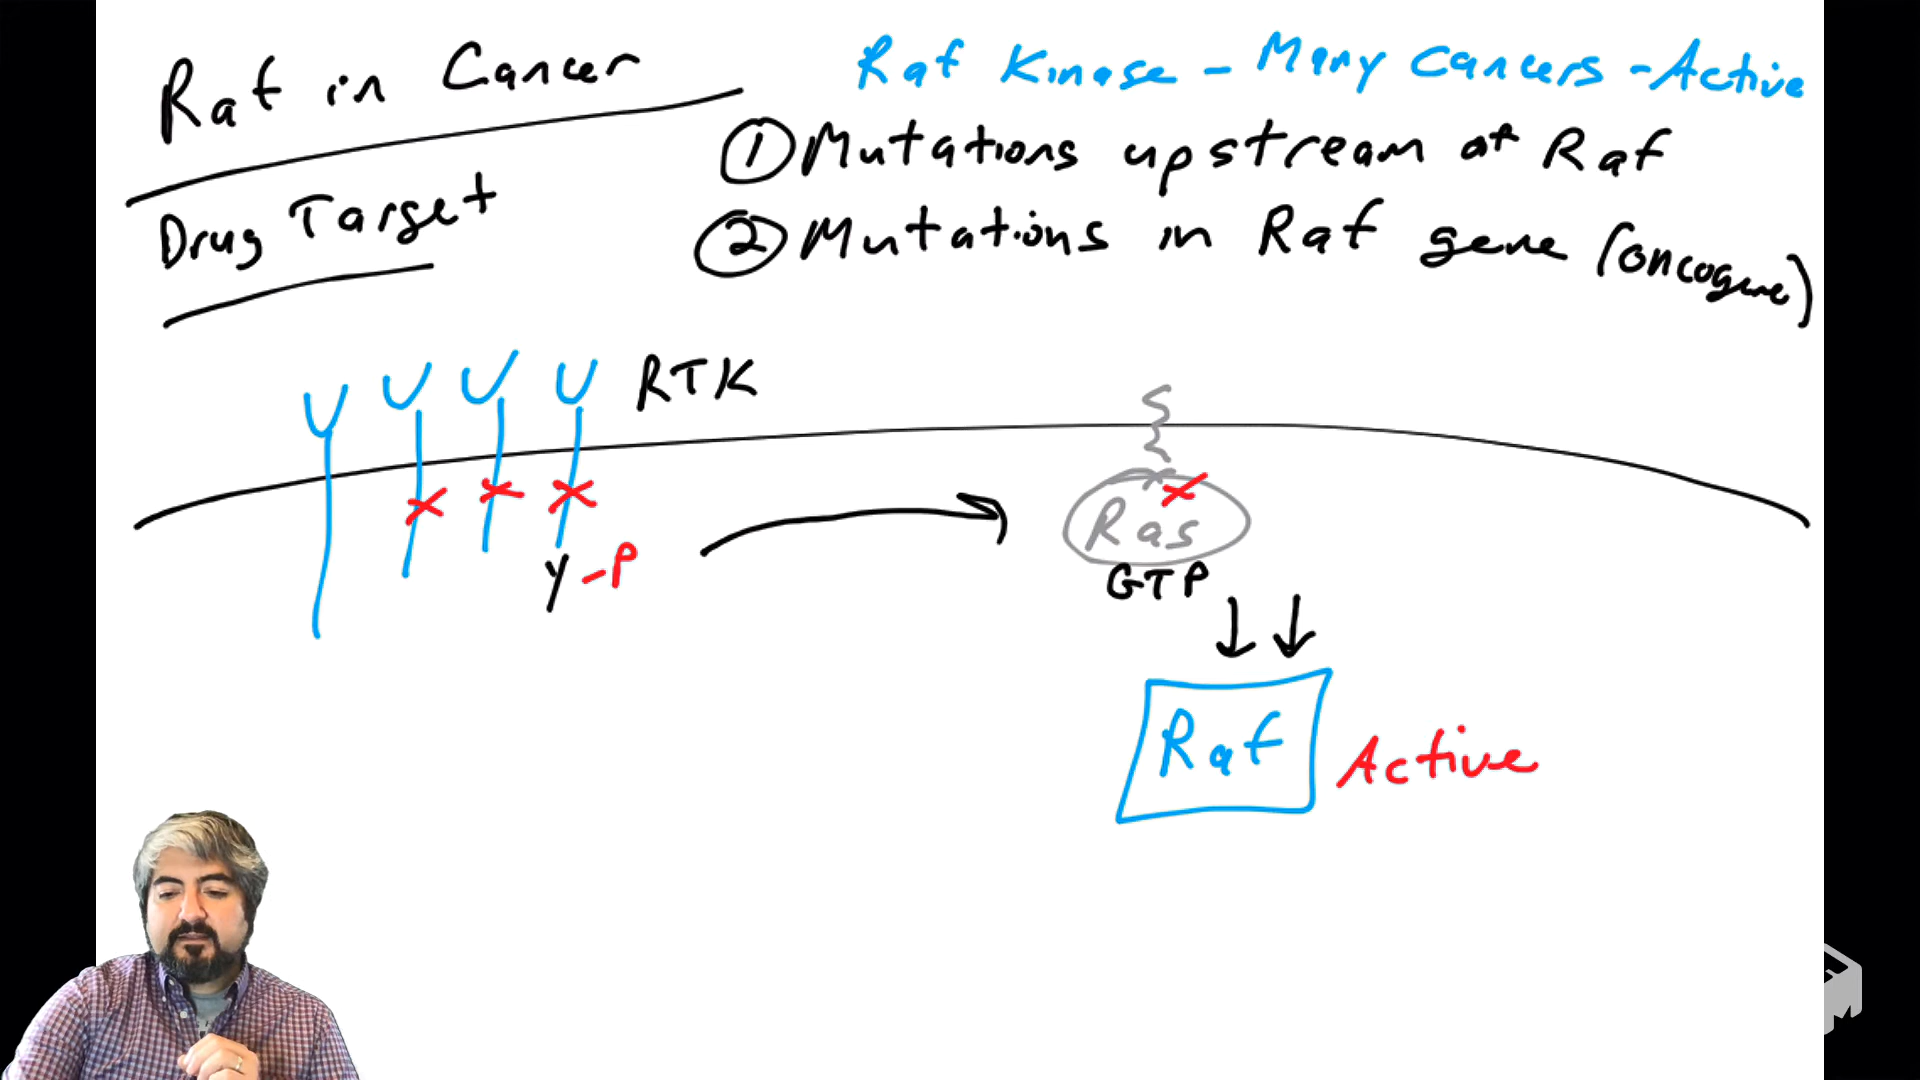 Raf in Cancer
Drug Target
Raf Kinase - Many Cancers - Active
① Mutations upstream of Raf
② Mutations in Raf gene (oncogene)
RTK
Y-P
Ras
GTP
Raf
Active